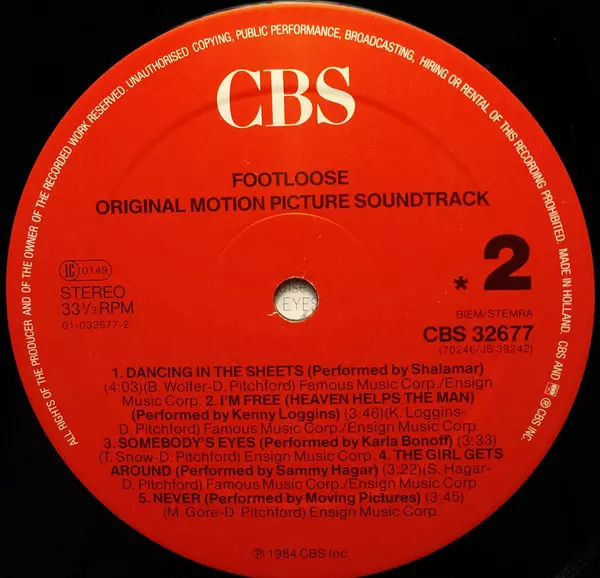 ALL RIGHTS OF THE PRODUCER AND OF THE OWNER OF THE RECORDED WORK RESERVED. UNAUTHORISED COPYING, PUBLIC PERFORMANCE, BROADCASTING, HIRING OR RENTAL OF THIS RECORDING PROHIBITED. MADE IN HOLLAND. CBS AND ARE ® CBS INC.
CBS
FOOTLOOSE
ORIGINAL MOTION PICTURE SOUNDTRACK
* 2
LC 0149
STEREO
33 1/3 RPM
01-032677-2
EYES
BIEM/STEMRA
CBS 32677
(70246/JS 39242)
1. DANCING IN THE SHEETS (Performed by Shalamar)
(4:03)(B. Wolfer-D. Pitchford) Famous Music Corp./Ensign
Music Corp. 2. I'M FREE (HEAVEN HELPS THE MAN)
(Performed by Kenny Loggins) (3:46)(K. Loggins-
D. Pitchford) Famous Music Corp./Ensign Music Corp.
3. SOMEBODY'S EYES (Performed by Karla Bonoff) (3:33)
(T. Snow-D. Pitchford) Ensign Music Corp. 4. THE GIRL GETS
AROUND (Performed by Sammy Hagar) (3:22)(S. Hagar-
D. Pitchford) Famous Music Corp./Ensign Music Corp.
5. NEVER (Performed by Moving Pictures) (3:45)
(M. Gore-D. Pitchford) Ensign Music Corp.
℗ 1984 CBS Inc.